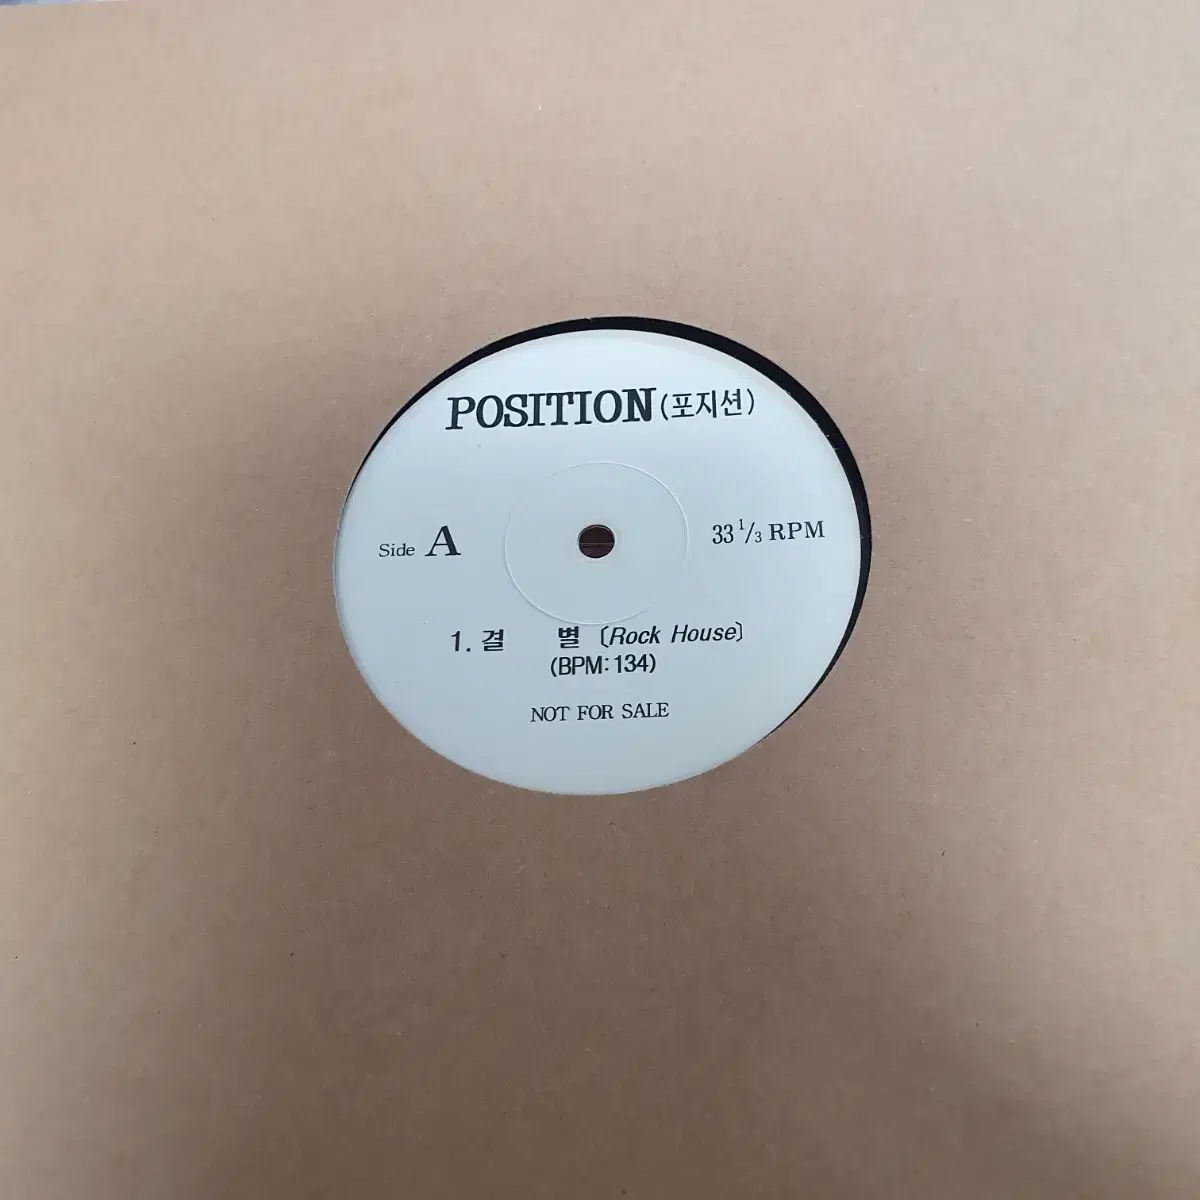 POSITION(포지션)
Side A 33 1/3 RPM
1. 결 별 [Rock House]
(BPM:134)
NOT FOR SALE